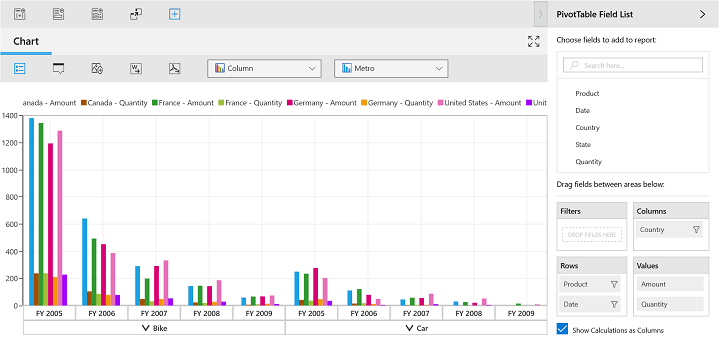 PivotTable Field List
Chart
Choose fields to add to report:
Column
Metro
Search here...
Product
Date
Country
State
Quantity
anada - Amount Canada - Quantity France - Amount France - Quantity Germany - Amount Germany - Quantity United States - Amount Unit
1400
1200
1000
800
600
400
200
0
FY 2005 FY 2006 FY 2007 FY 2008 FY 2009 FY 2005 FY 2006 FY 2007 FY 2008 FY 2009
Bike Car
Drag fields between areas below:
Filters
DROP FIELDS HERE
Columns
Country
Rows
Product
Date
Values
Amount
Quantity
Show Calculations as Columns